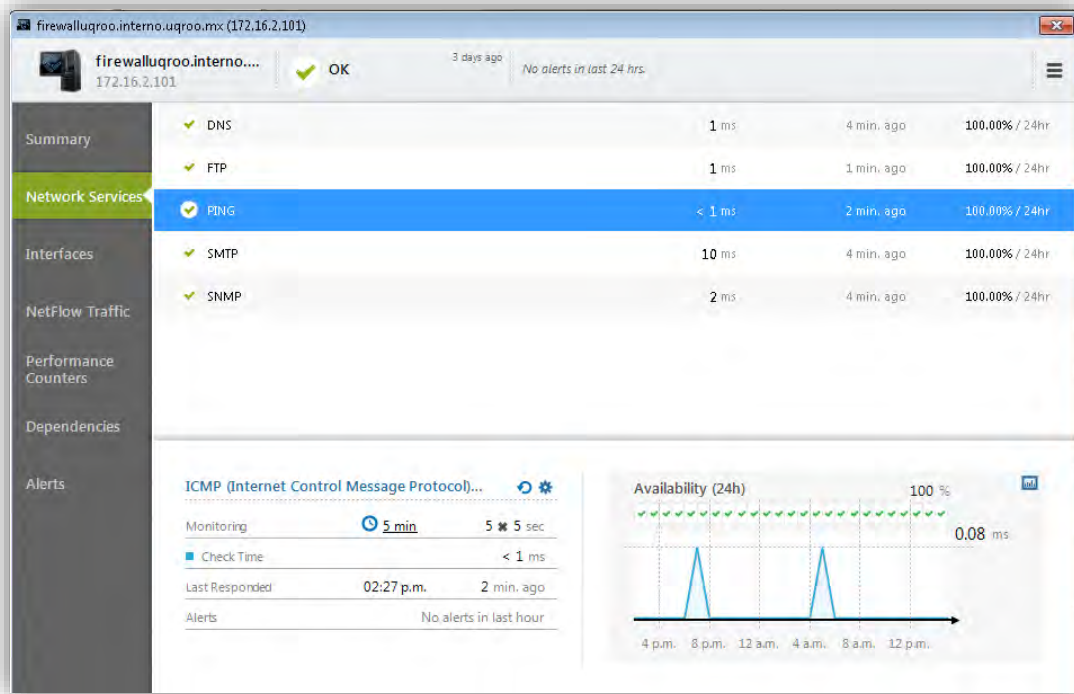 firewalluqroo.interno.uqroo.mx (172.16.2.101)
firewalluqroo.interno....
172.16.2.101
OK
3 days ago
No alerts in last 24 hrs.
Summary
Network Services
Interfaces
NetFlow Traffic
Performance
Counters
Dependencies
Alerts
DNS 1 ms 4 min. ago 100.00% / 24hr
FTP 1 ms 1 min. ago 100.00% / 24hr
PING < 1 ms 2 min. ago 100.00% / 24hr
SMTP 10 ms 4 min. ago 100.00% / 24hr
SNMP 2 ms 4 min. ago 100.00% / 24hr
ICMP (Internet Control Message Protocol)...
Monitoring 5 min 5 ✖ 5 sec
Check Time < 1 ms
Last Responded 02:27 p.m. 2 min. ago
Alerts No alerts in last hour
Availability (24h) 100 %
0.08 ms
4 p.m. 8 p.m. 12 a.m. 4 a.m. 8 a.m. 12 p.m.